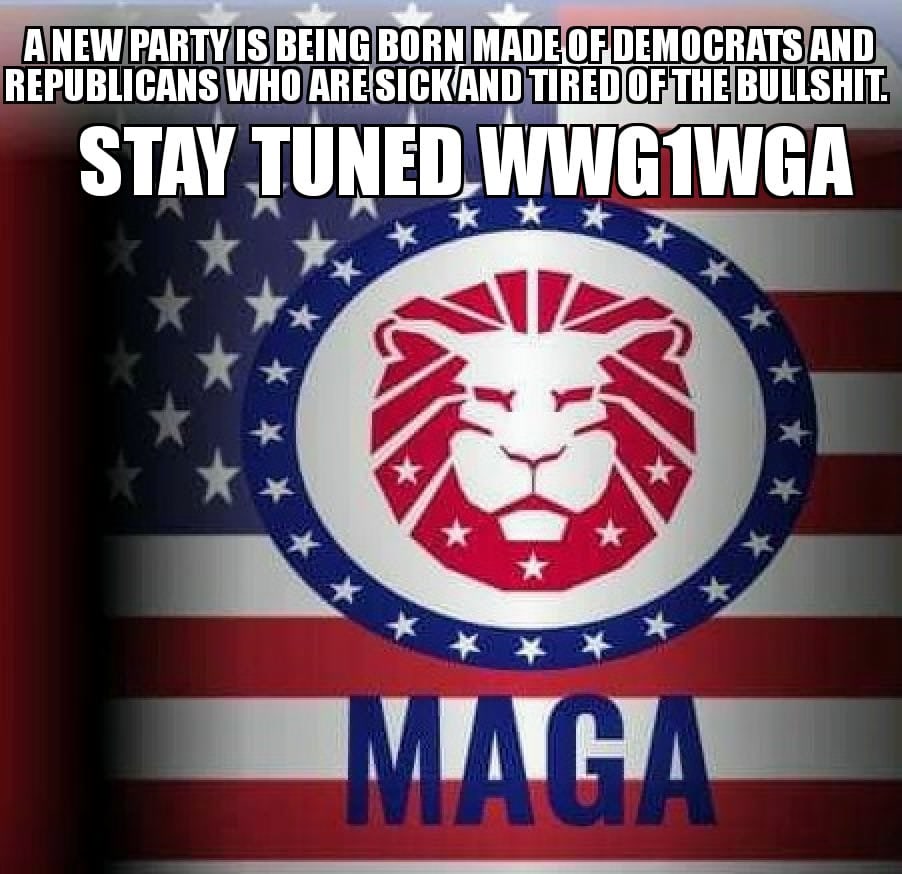 A NEW PARTY IS BEING BORN MADE OF DEMOCRATS AND
REPUBLICANS WHO ARE SICK AND TIRED OF THE BULLSHIT.
STAY TUNED WWG1WGA
MAGA